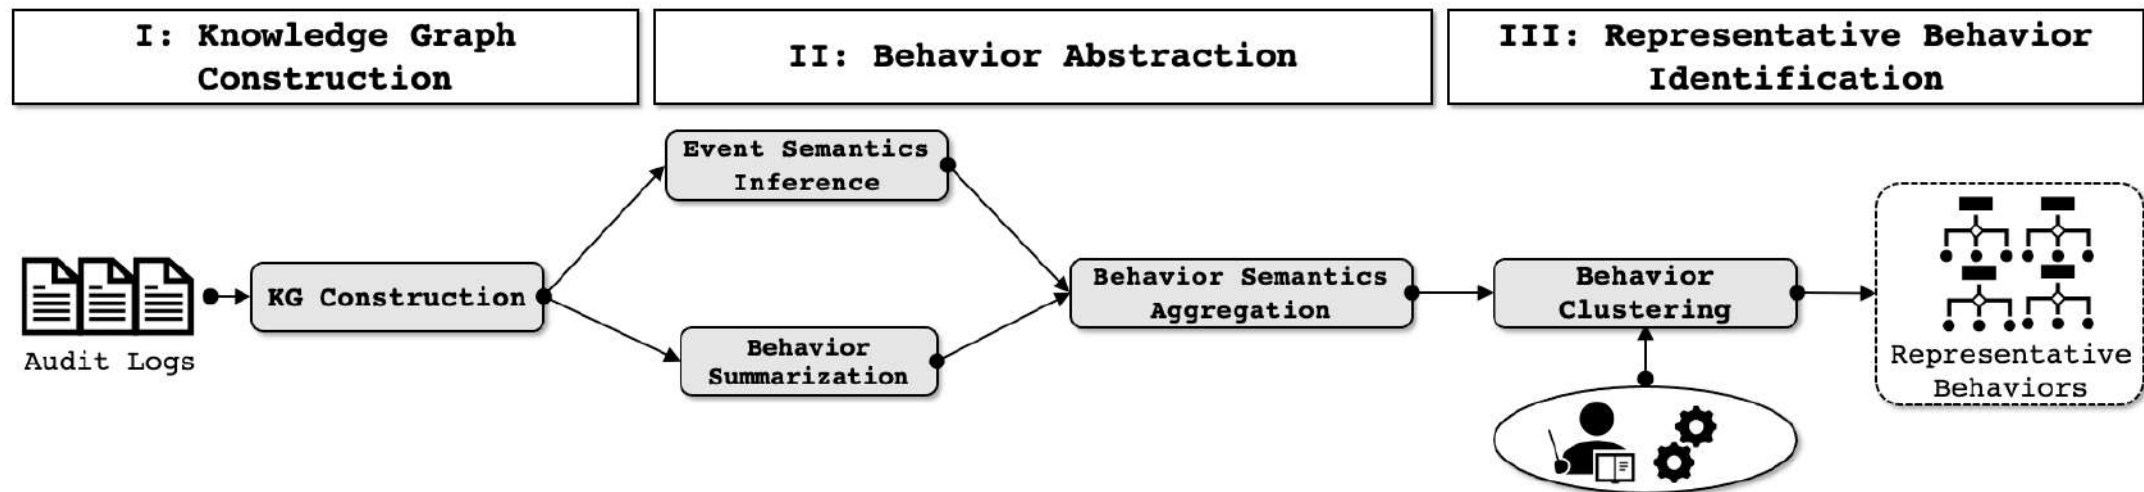 I: Knowledge Graph
Construction
II: Behavior Abstraction
III: Representative Behavior
Identification
Event Semantics
Inference
Audit Logs
KG Construction
Behavior
Summarization
Behavior Semantics
Aggregation
Behavior
Clustering
Representative
Behaviors